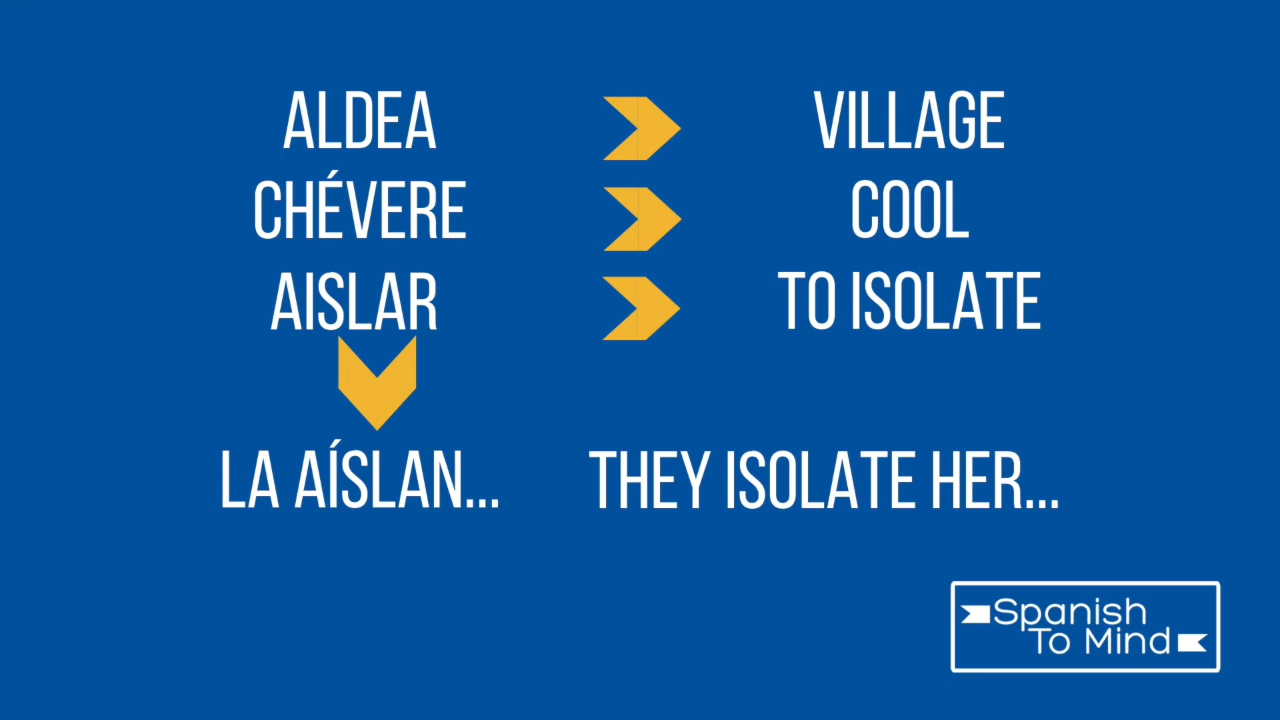 ALDEA VILLAGE
CHÉVERE COOL
AISLAR TO ISOLATE
LA AÍSLAN... THEY ISOLATE HER...
Spanish
To Mind